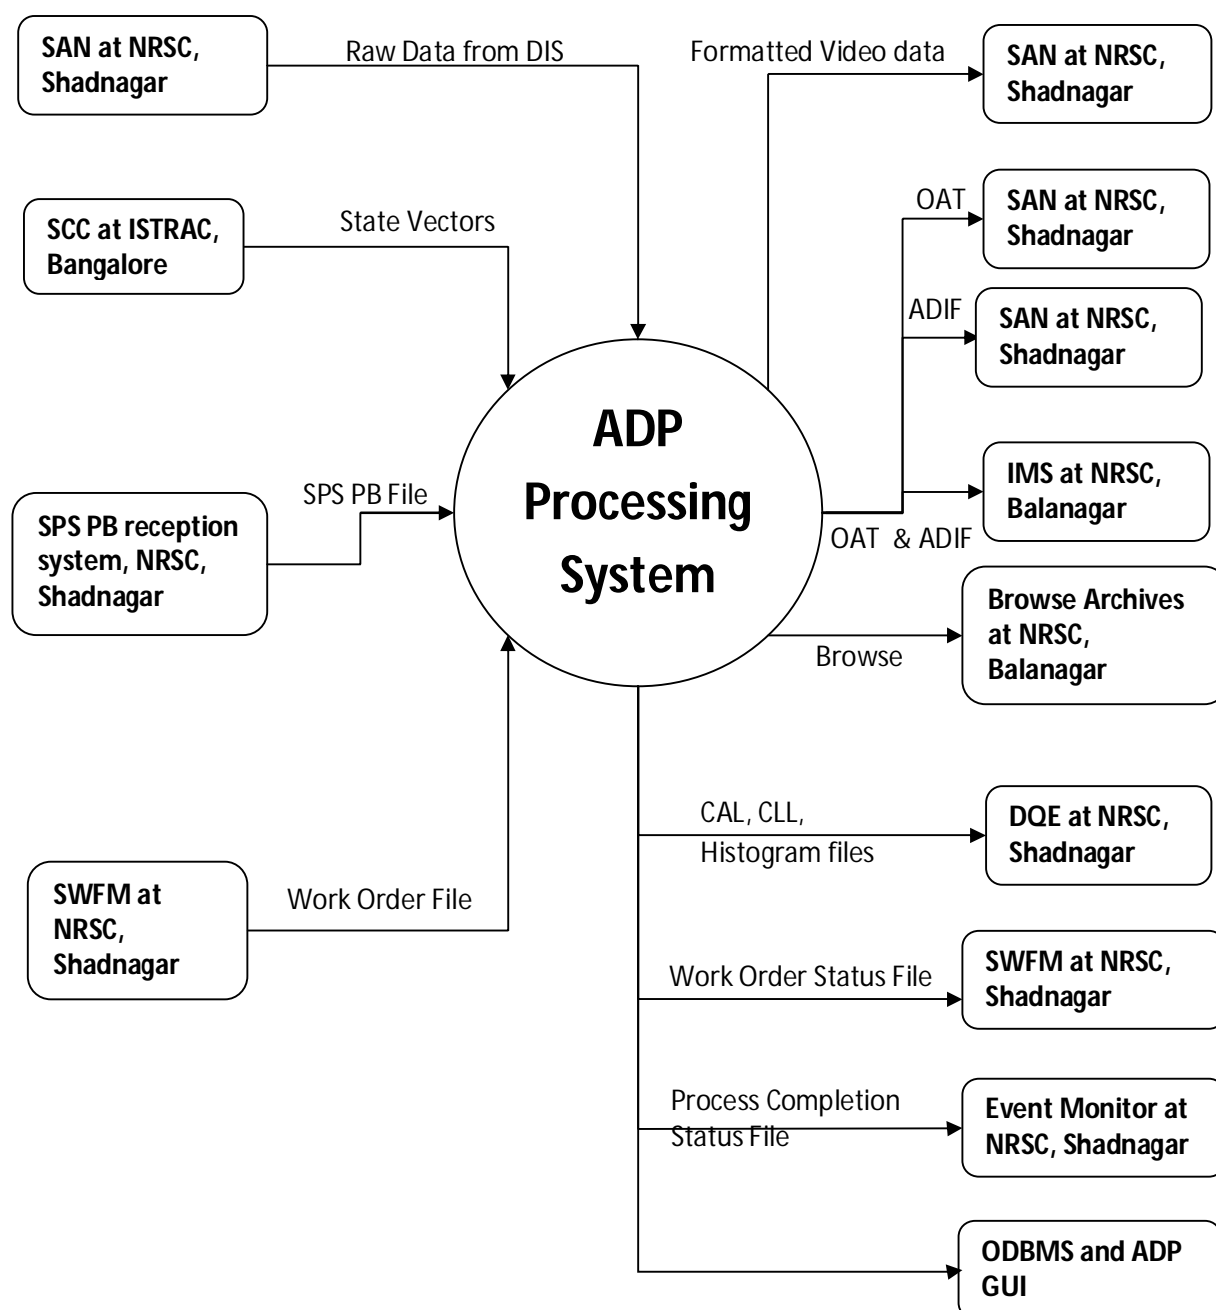 SAN at NRSC,
Shadnagar
Raw Data from DIS
Formatted Video data
SAN at NRSC,
Shadnagar
SCC at ISTRAC,
Bangalore
State Vectors
OAT
SAN at NRSC,
Shadnagar
ADIF
SAN at NRSC,
Shadnagar
ADP
Processing
System
SPS PB File
SPS PB reception
system, NRSC,
Shadnagar
IMS at NRSC,
Balanagar
OAT & ADIF
Browse Archives
at NRSC,
Balanagar
Browse
CAL, CLL,
Histogram files
DQE at NRSC,
Shadnagar
SWFM at
NRSC,
Shadnagar
Work Order File
Work Order Status File
SWFM at NRSC,
Shadnagar
Process Completion
Status File
Event Monitor at
NRSC, Shadnagar
ODBMS and ADP
GUI